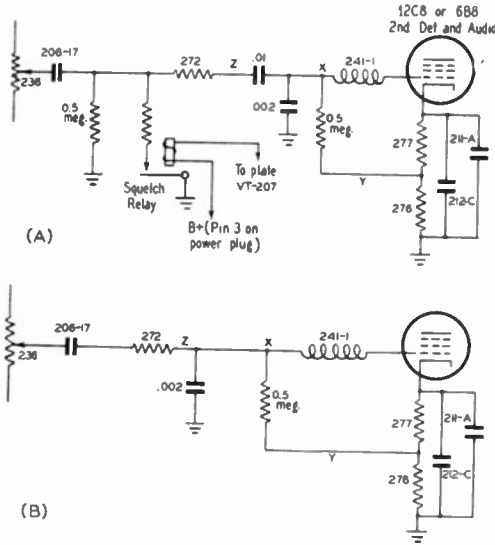 12C8 or 6B8
2nd Det and Audio
206-17
272
Z
.01
X
241-1
236
0.5
meg.
.002
0.5
meg.
277
211-A
Y
To plate
VT-207
Squelch
Relay
276
212-C
B+(Pin 3 on
power plug)
(A)
206-17
272
Z
X
241-1
236
.002
0.5
meg.
277
211-A
Y
212-C
278
(B)